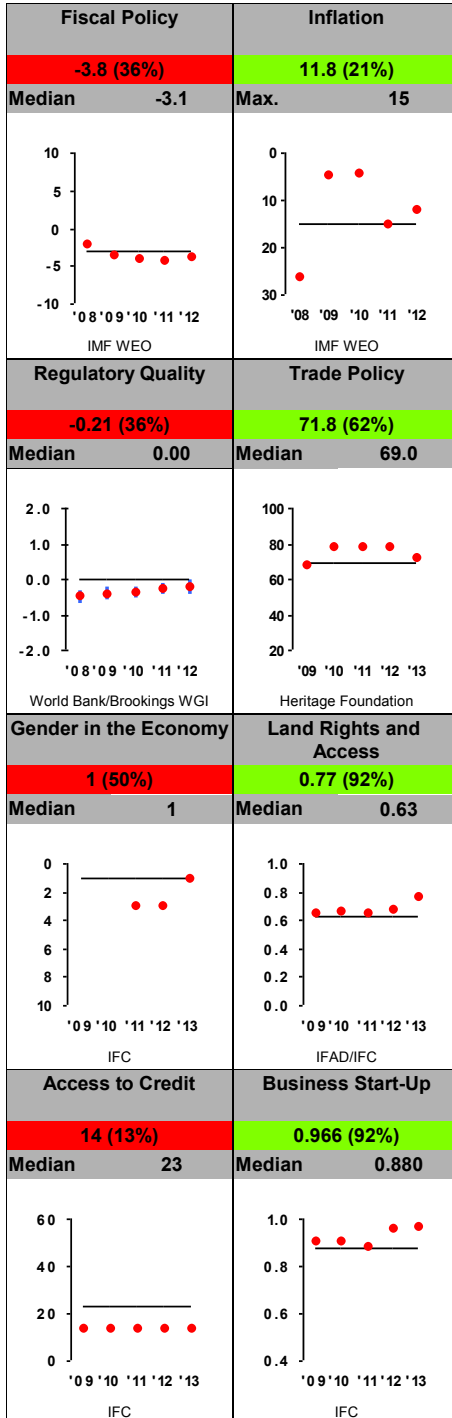 Fiscal Policy
-3.8 (36%)
Median -3.1
10
5
0
-5
-10
'08 '09 '10 '11 '12
IMF WEO
Inflation
11.8 (21%)
Max. 15
0
10
20
30
'08 '09 '10 '11 '12
IMF WEO
Regulatory Quality
-0.21 (36%)
Median 0.00
2.0
1.0
0.0
-1.0
-2.0
'08 '09 '10 '11 '12
World Bank/Brookings WGI
Trade Policy
71.8 (62%)
Median 69.0
100
80
60
40
20
'09 '10 '11 '12 '13
Heritage Foundation
Gender in the Economy
1 (50%)
Median 1
0
2
4
6
8
10
'09 '10 '11 '12 '13
IFC
Land Rights and
Access
0.77 (92%)
Median 0.63
1.0
0.8
0.6
0.4
0.2
0.0
'09 '10 '11 '12 '13
IFAD/IFC
Access to Credit
14 (13%)
Median 23
60
40
20
0
'09 '10 '11 '12 '13
IFC
Business Start-Up
0.966 (92%)
Median 0.880
1.0
0.8
0.6
0.4
'09 '10 '11 '12 '13
IFC